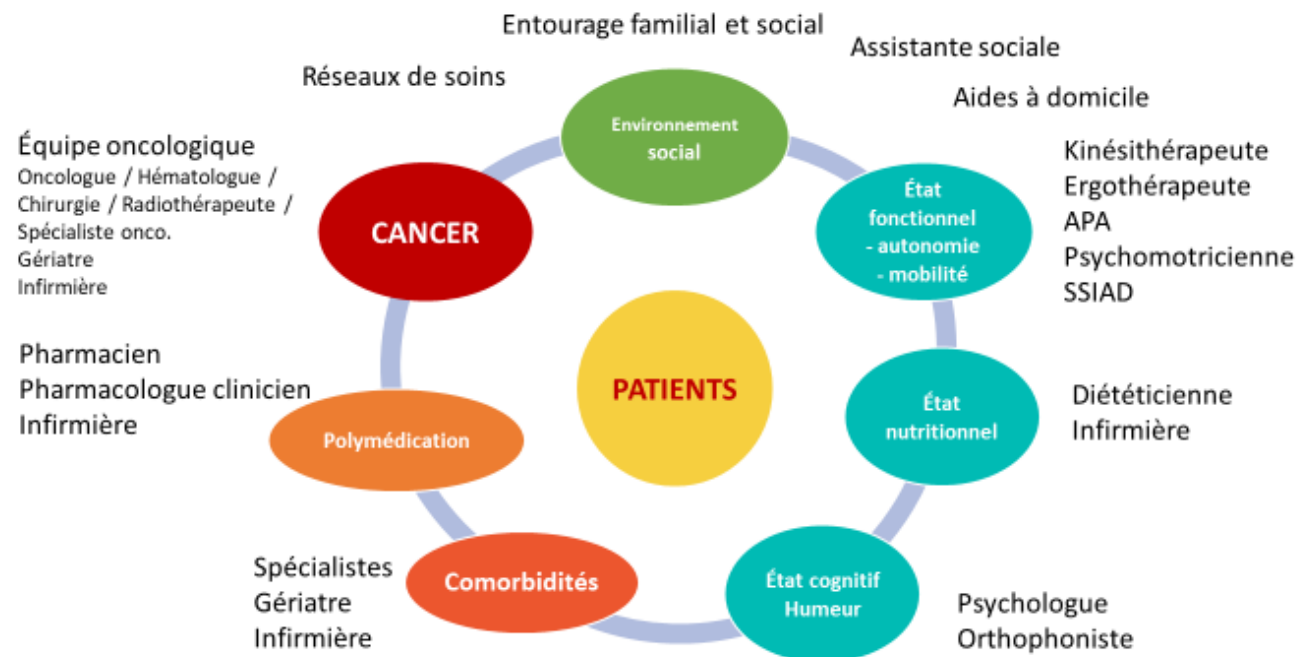 Entourage familial et social
Assistante sociale
Réseaux de soins
Aides à domicile
Environnement
social
Équipe oncologique
Oncologue / Hématologue /
Chirurgie / Radiothérapeute /
Spécialiste onco.
Gériatre
Infirmière
CANCER
État
fonctionnel
- autonomie
- mobilité
Kinésithérapeute
Ergothérapeute
APA
Psychomotricienne
SSIAD
PATIENTS
Pharmacien
Pharmacologue clinicien
Infirmière
Polymédication
État
nutritionnel
Diététicienne
Infirmière
Spécialistes
Gériatre
Infirmière
Comorbidités
État cognitif
Humeur
Psychologue
Orthophoniste